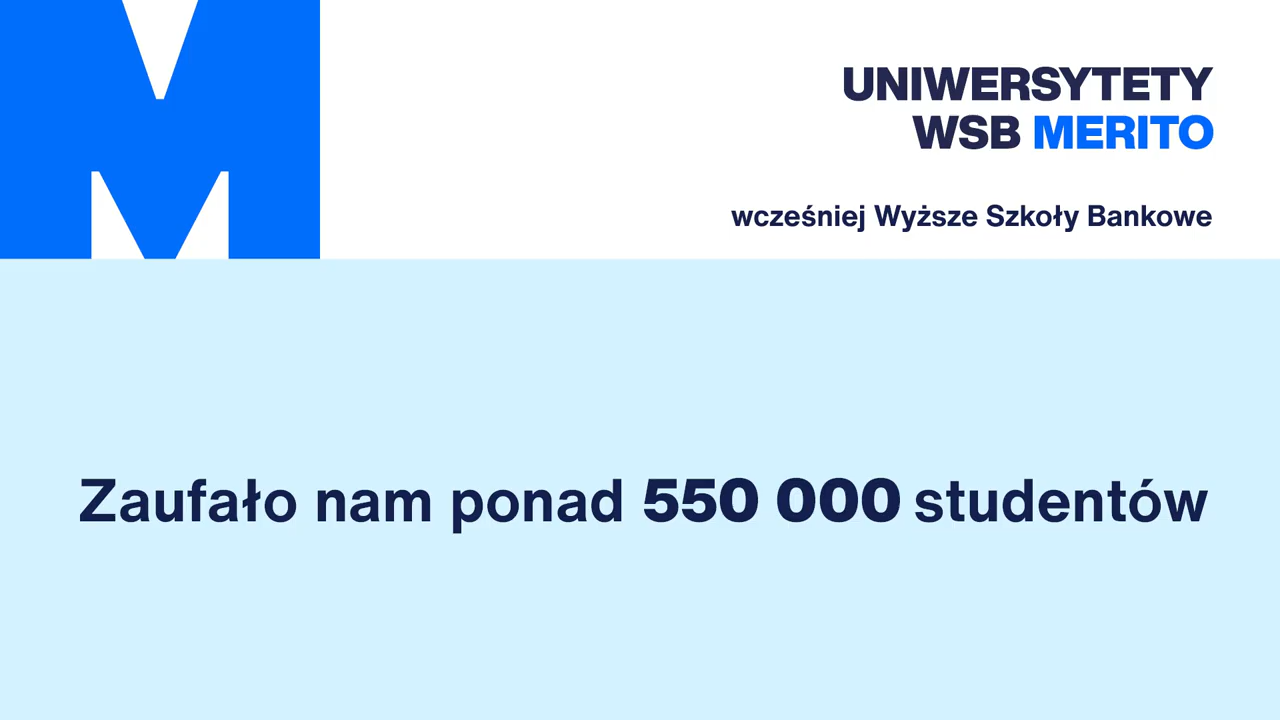 M
UNIWERSYTETY
WSB MERITO
wcześniej Wyższe Szkoły Bankowe
Zaufało nam ponad 550 000 studentów